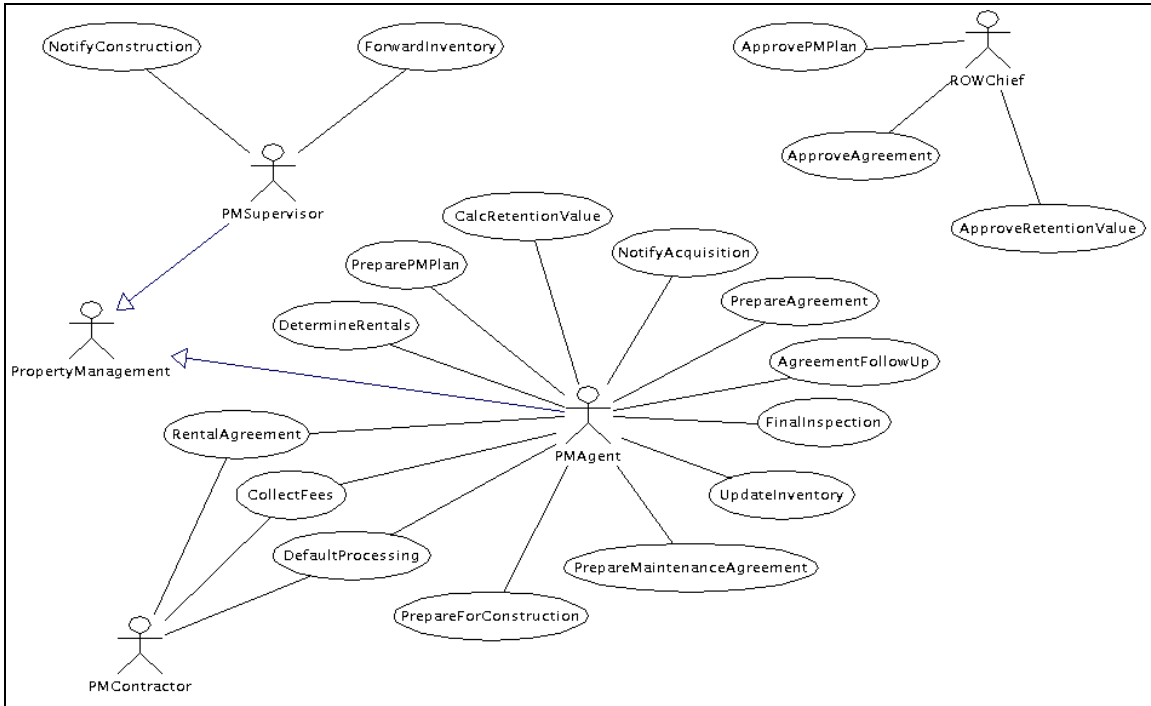 NotifyConstruction
ForwardInventory
ApprovePMPlan
ROWChief
ApproveAgreement
PMSupervisor
CalcRetentionValue
ApproveRetentionValue
NotifyAcquisition
PreparePMPlan
PrepareAgreement
DetermineRentals
AgreementFollowUp
PropertyManagement
FinalInspection
RentalAgreement
PMAgent
CollectFees
UpdateInventory
DefaultProcessing
PrepareMaintenanceAgreement
PrepareForConstruction
PMContractor